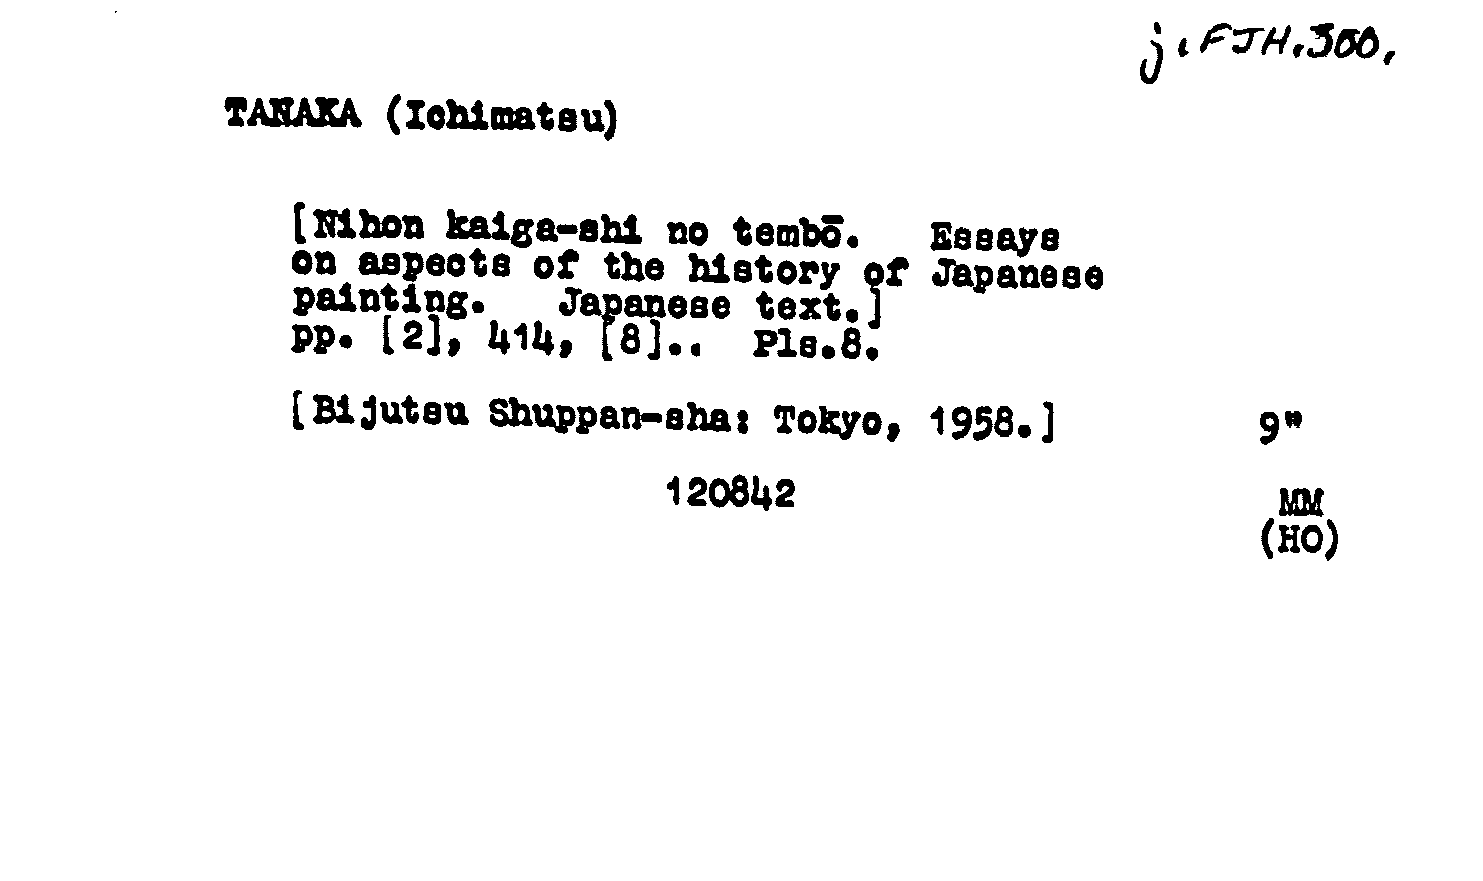 j.FJH.300.
TANAKA (Ichimatsu)
[Nihon kaiga-shi no tembō. Essays
on aspects of the history of Japanese
painting. Japanese text.]
pp. [2], 414, [8].. Pls.8.
[Bijutsu Shuppan-sha: Tokyo, 1958.] 9"
120842
MM
(HO)